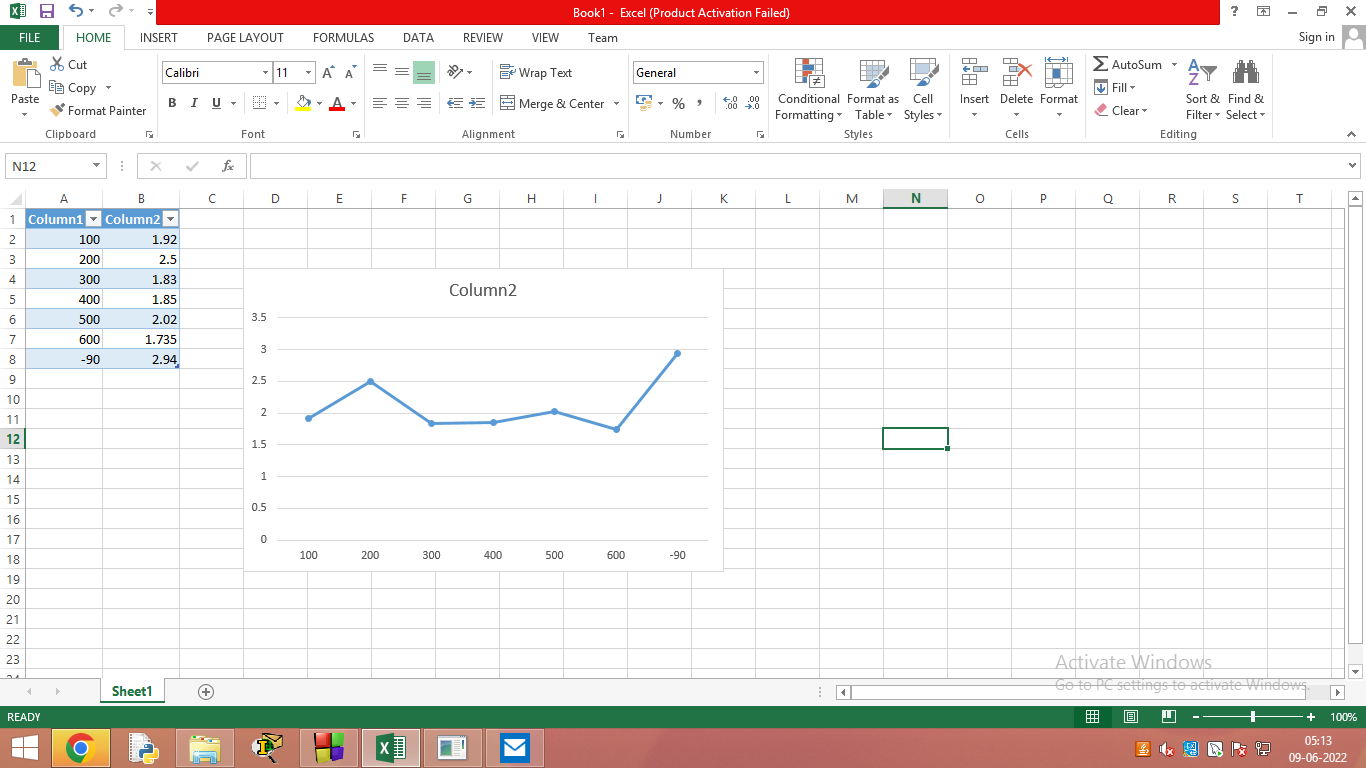 Book1 - Excel (Product Activation Failed)
FILE HOME INSERT PAGE LAYOUT FORMULAS DATA REVIEW VIEW Team Sign in
Paste Cut Copy Format Painter
Clipboard
Calibri 11
B I U A
Font
Wrap Text
Merge & Center
Alignment
General
% ,
Number
Conditional Formatting
Format as Table
Cell Styles
Styles
Insert Delete Format
Cells
AutoSum
Fill
Clear
Sort & Filter
Find & Select
Editing
N12 fx
A B C D E F G H I J K L M N O P Q R S T
1 Column1 Column2
2 100 1.92
3 200 2.5
4 300 1.83
5 400 1.85
6 500 2.02
7 600 1.735
8 -90 2.94
9
10
11
12
13
14
15
16
17
18
19
20
21
22
23
Column2
3.5
3
2.5
2
1.5
1
0.5
0
100 200 300 400 500 600 -90
Activate Windows
Go to PC settings to activate Windows.
Sheet1
READY 100%
05:13
09-06-2022